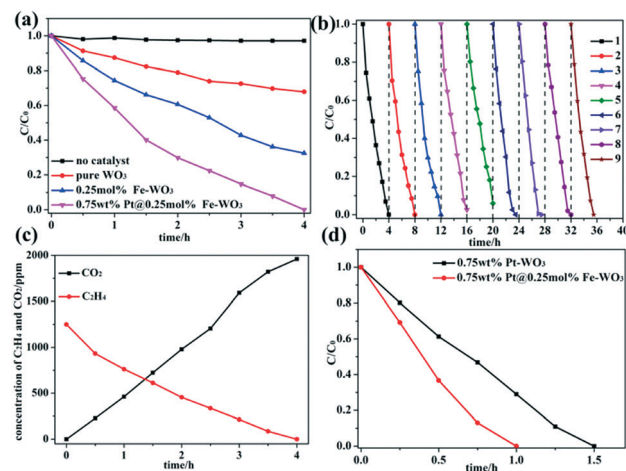 (a)
C/C₀
1.0
0.8
0.6
0.4
0.2
0.0
no catalyst
pure WO₃
0.25mol% Fe-WO₃
0.75wt% Pt@0.25mol% Fe-WO₃
0 1 2 3 4
time/h
(b)
C/C₀
1.0
0.8
0.6
0.4
0.2
0.0
1
2
3
4
5
6
7
8
9
0 4 8 12 16 20 24 28 32 36 40
time/h
(c)
concentration of C₂H₄ and CO₂/ppm
2000
1500
1000
500
0
CO₂
C₂H₄
0 1 2 3 4
time/h
(d)
C/C₀
1.0
0.8
0.6
0.4
0.2
0.0
0.75wt% Pt-WO₃
0.75wt% Pt@0.25mol% Fe-WO₃
0.0 0.5 1.0 1.5
time/h